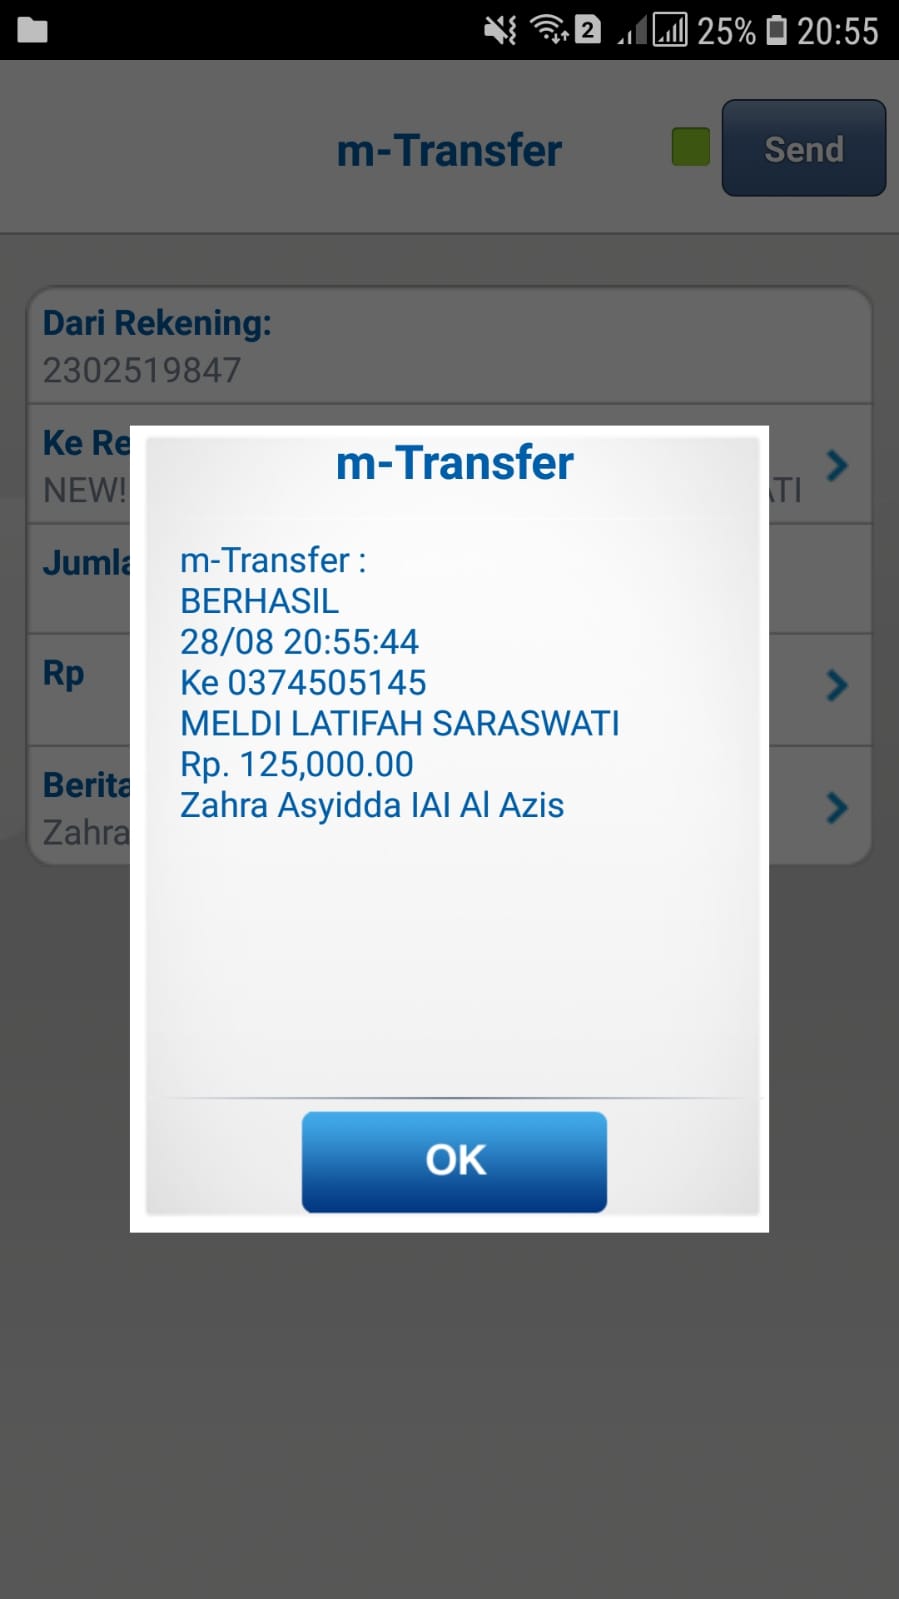 2 25% 20:55
m-Transfer
Send
Dari Rekening:
2302519847
Ke Re
NEW! ATI
Jumla
Rp
Berita
Zahra
m-Transfer
m-Transfer :
BERHASIL
28/08 20:55:44
Ke 0374505145
MELDI LATIFAH SARASWATI
Rp. 125,000.00
Zahra Asyidda IAI Al Azis
OK